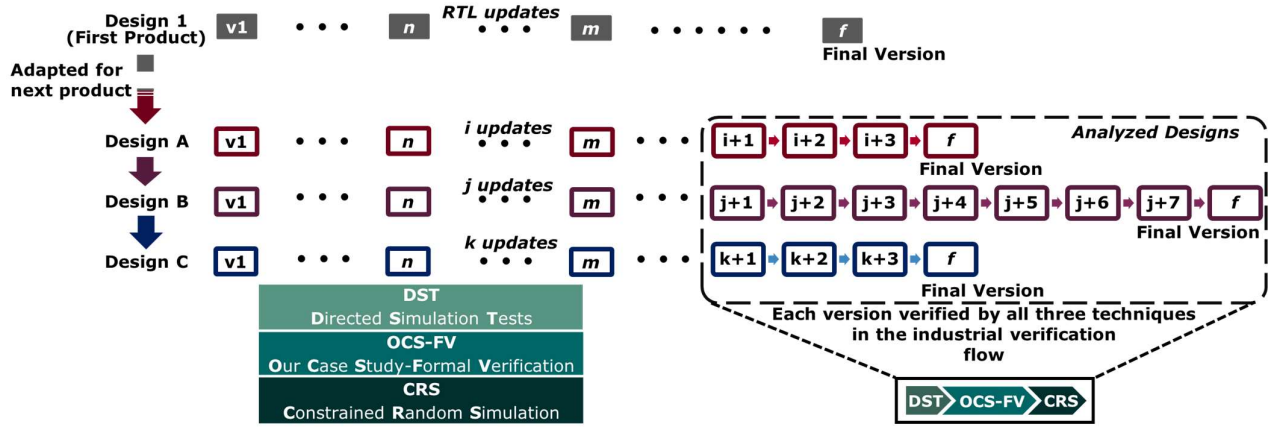 Design 1
(First Product)
v1 • • • n RTL updates • • • m • • • • • • f
Final Version
Adapted for
next product
Design A v1 • • • n i updates • • • m • • • i+1 i+2 i+3 f
Analyzed Designs
Final Version
Design B v1 • • • n j updates • • • m • • • j+1 j+2 j+3 j+4 j+5 j+6 j+7 f
Final Version
Design C v1 • • • n k updates • • • m • • • k+1 k+2 k+3 f
Final Version
DST
Directed Simulation Tests
OCS-FV
Our Case Study-Formal Verification
CRS
Constrained Random Simulation
Each version verified by all three techniques
in the industrial verification
flow
DST OCS-FV CRS